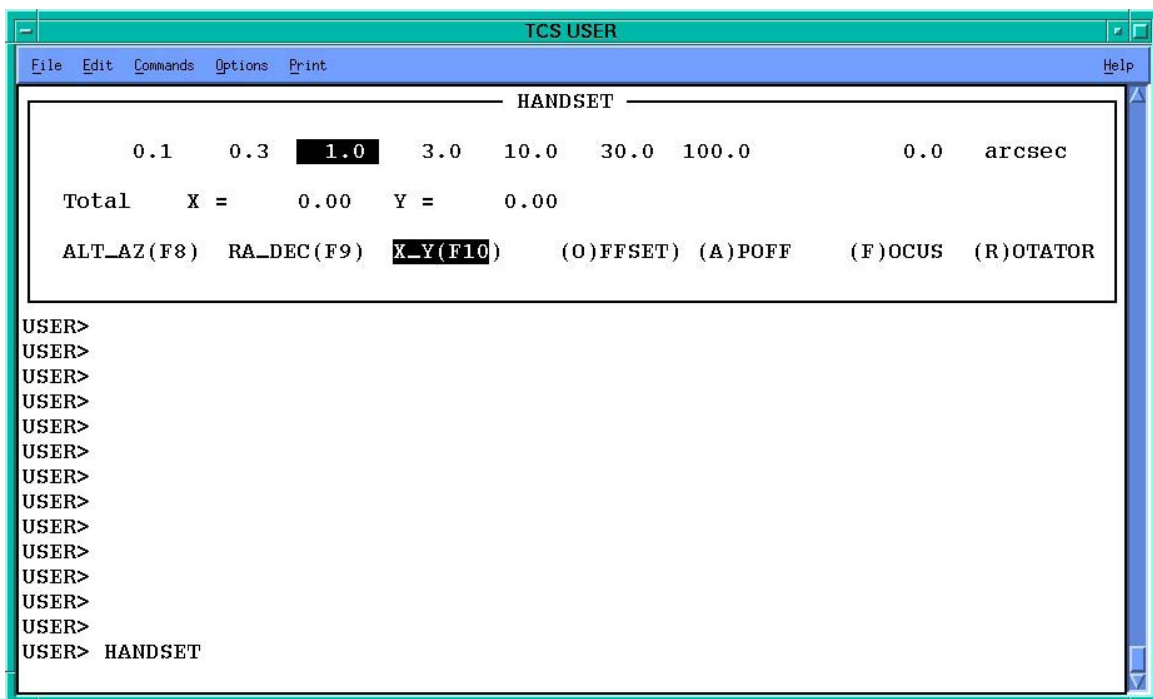 TCS USER
File Edit Commands Options Print Help
HANDSET
0.1 0.3 1.0 3.0 10.0 30.0 100.0 0.0 arcsec
Total X = 0.00 Y = 0.00
ALT_AZ(F8) RA_DEC(F9) X_Y(F10) (O)FFSET) (A)POFF (F)OCUS (R)OTATOR
USER>
USER>
USER>
USER>
USER>
USER>
USER>
USER>
USER>
USER>
USER>
USER>
USER>
USER> HANDSET